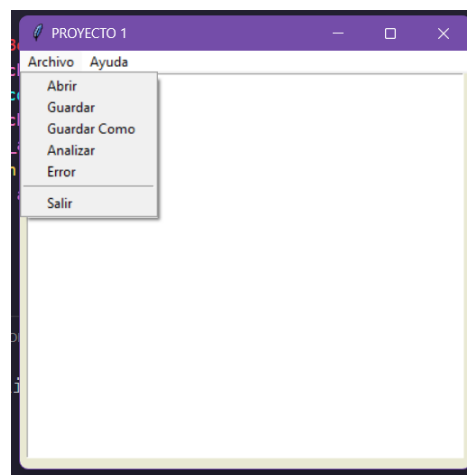 PROYECTO 1
Archivo Ayuda
Abrir
Guardar
Guardar Como
Analizar
Error
Salir